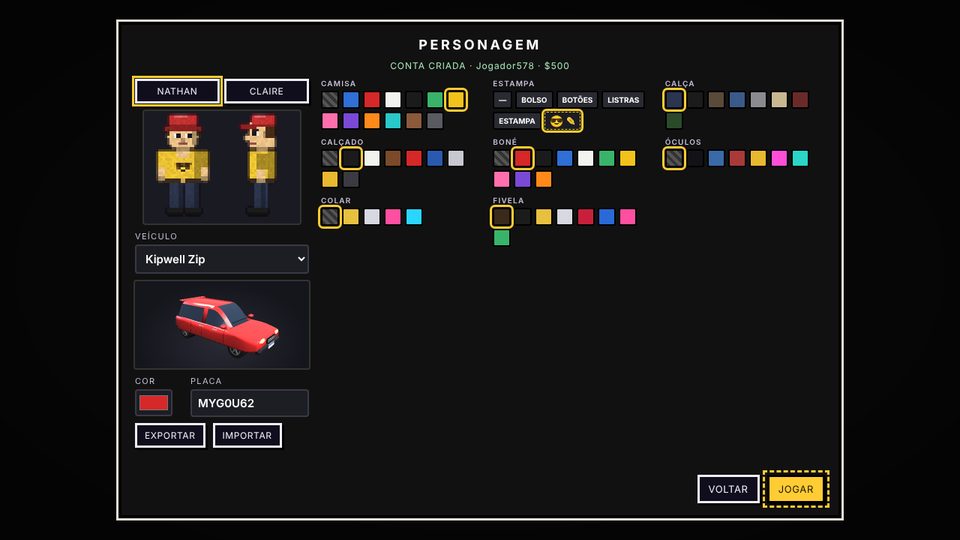 PERSONAGEM
CONTA CRIADA · Jogador578 · $500
NATHAN
CLAIRE
VEÍCULO
Kipwell Zip
COR
PLACA
MYG0U62
EXPORTAR
IMPORTAR
CAMISA
CALÇADO
COLAR
ESTAMPA
— BOLSO BOTÕES LISTRAS
ESTAMPA 😎 ✎
BONÉ
FIVELA
CALÇA
ÓCULOS
VOLTAR
JOGAR